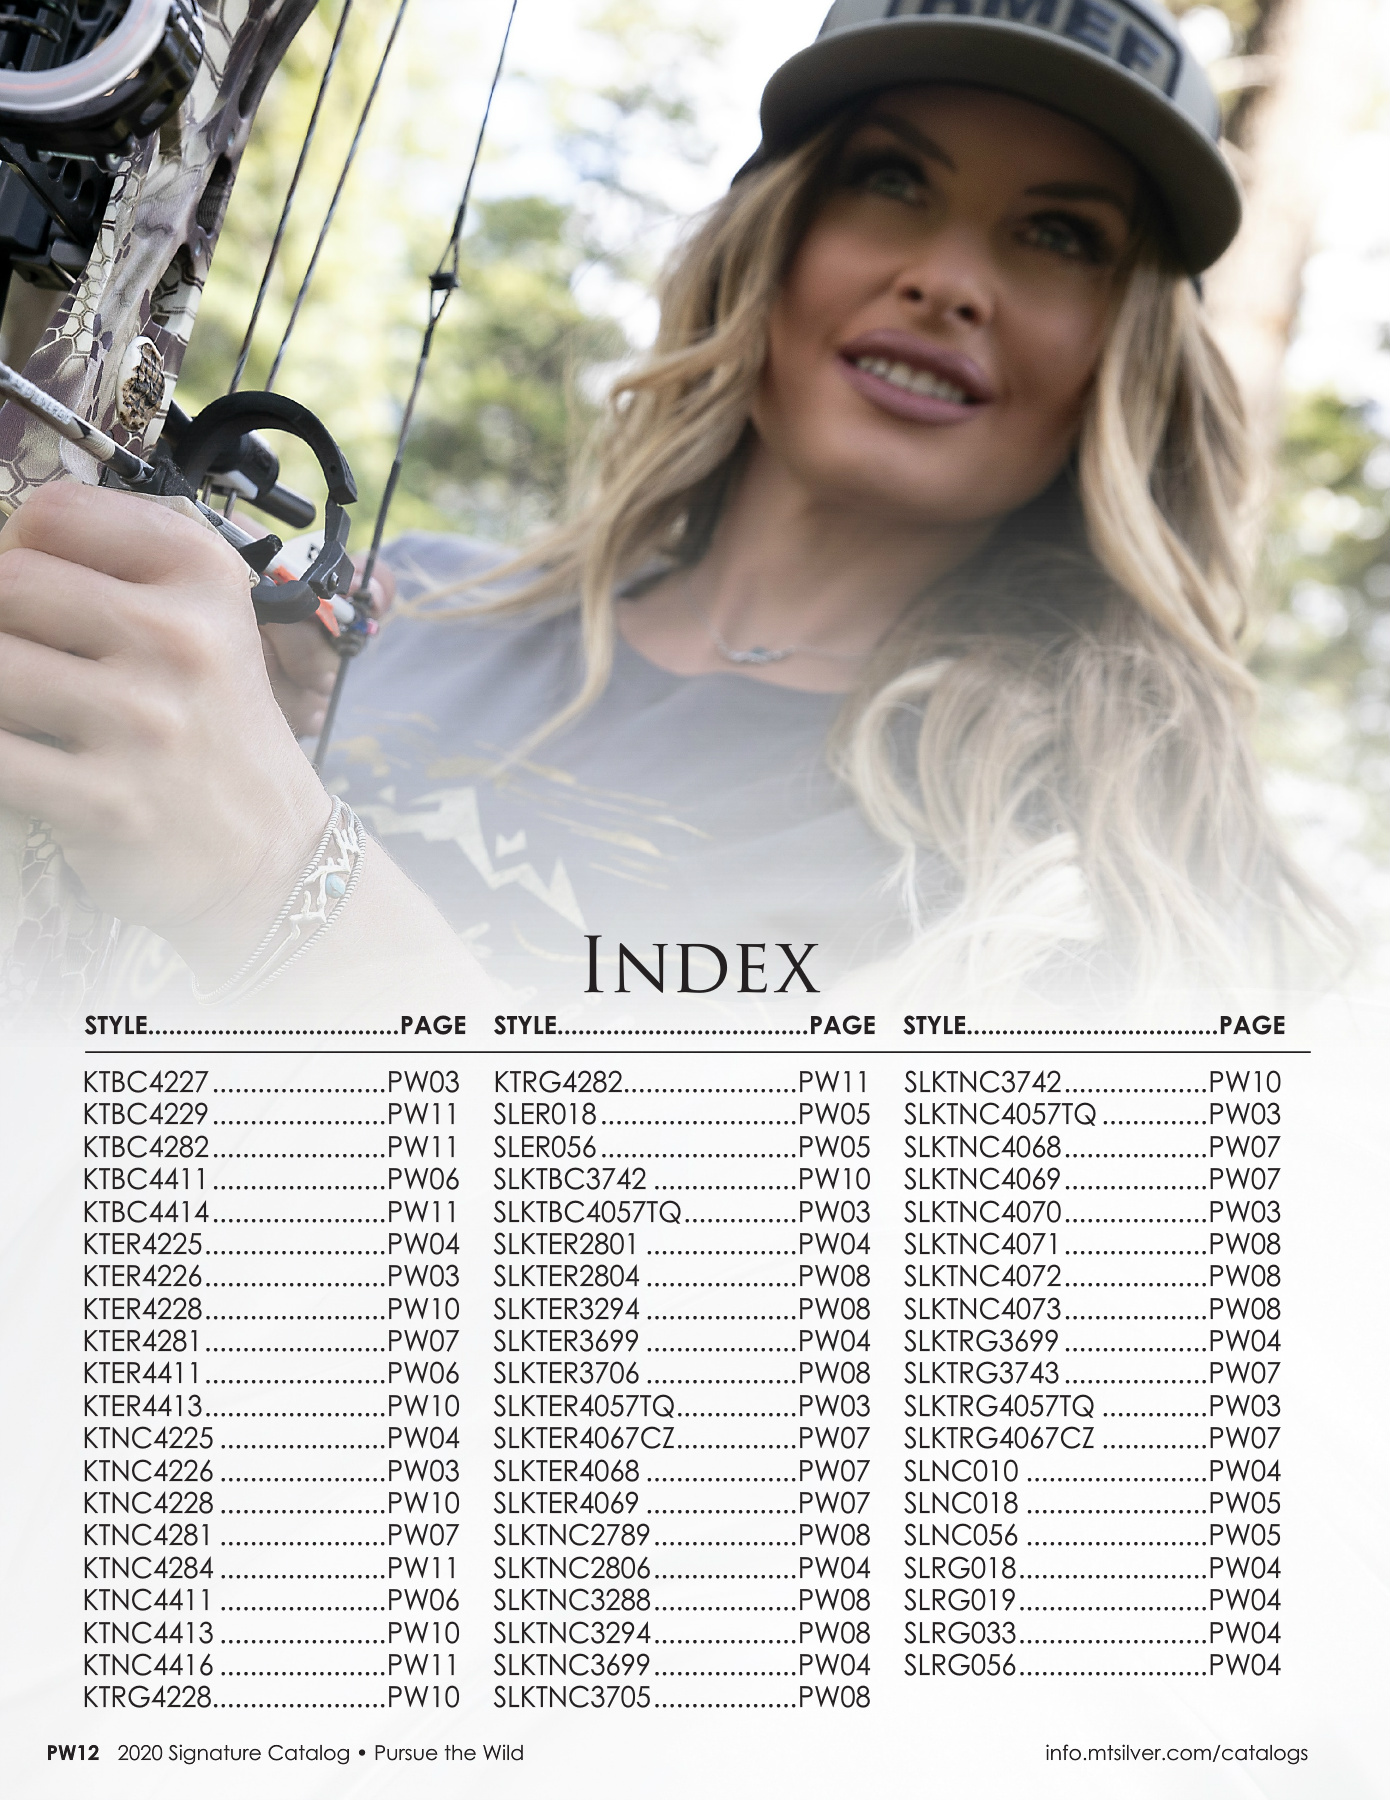 RMEF
INDEX
STYLE....................................PAGE
KTBC4227.......................PW03
KTBC4229.......................PW11
KTBC4282.......................PW11
KTBC4411.......................PW06
KTBC4414.......................PW11
KTER4225........................PW04
KTER4226........................PW03
KTER4228........................PW10
KTER4281........................PW07
KTER4411........................PW06
KTER4413........................PW10
KTNC4225 ......................PW04
KTNC4226 ......................PW03
KTNC4228 ......................PW10
KTNC4281 ......................PW07
KTNC4284 ......................PW11
KTNC4411 ......................PW06
KTNC4413 ......................PW10
KTNC4416 ......................PW11
KTRG4228.......................PW10
STYLE....................................PAGE
KTRG4282.......................PW11
SLER018..........................PW05
SLER056..........................PW05
SLKTBC3742 ...................PW10
SLKTBC4057TQ...............PW03
SLKTER2801 ....................PW04
SLKTER2804 ....................PW08
SLKTER3294 ....................PW08
SLKTER3699 ....................PW04
SLKTER3706 ....................PW08
SLKTER4057TQ................PW03
SLKTER4067CZ................PW07
SLKTER4068 ....................PW07
SLKTER4069 ....................PW07
SLKTNC2789...................PW08
SLKTNC2806...................PW04
SLKTNC3288...................PW08
SLKTNC3294...................PW08
SLKTNC3699...................PW04
SLKTNC3705...................PW08
STYLE....................................PAGE
SLKTNC3742...................PW10
SLKTNC4057TQ ..............PW03
SLKTNC4068...................PW07
SLKTNC4069...................PW07
SLKTNC4070...................PW03
SLKTNC4071...................PW08
SLKTNC4072...................PW08
SLKTNC4073...................PW08
SLKTRG3699 ....................PW04
SLKTRG3743 ....................PW07
SLKTRG4057TQ ..............PW03
SLKTRG4067CZ ..............PW07
SLNC010 ........................PW04
SLNC018 ........................PW05
SLNC056 ........................PW05
SLRG018.........................PW04
SLRG019.........................PW04
SLRG033.........................PW04
SLRG056.........................PW04
PW12 2020 Signature Catalog • Pursue the Wild
info.mtsilver.com/catalogs